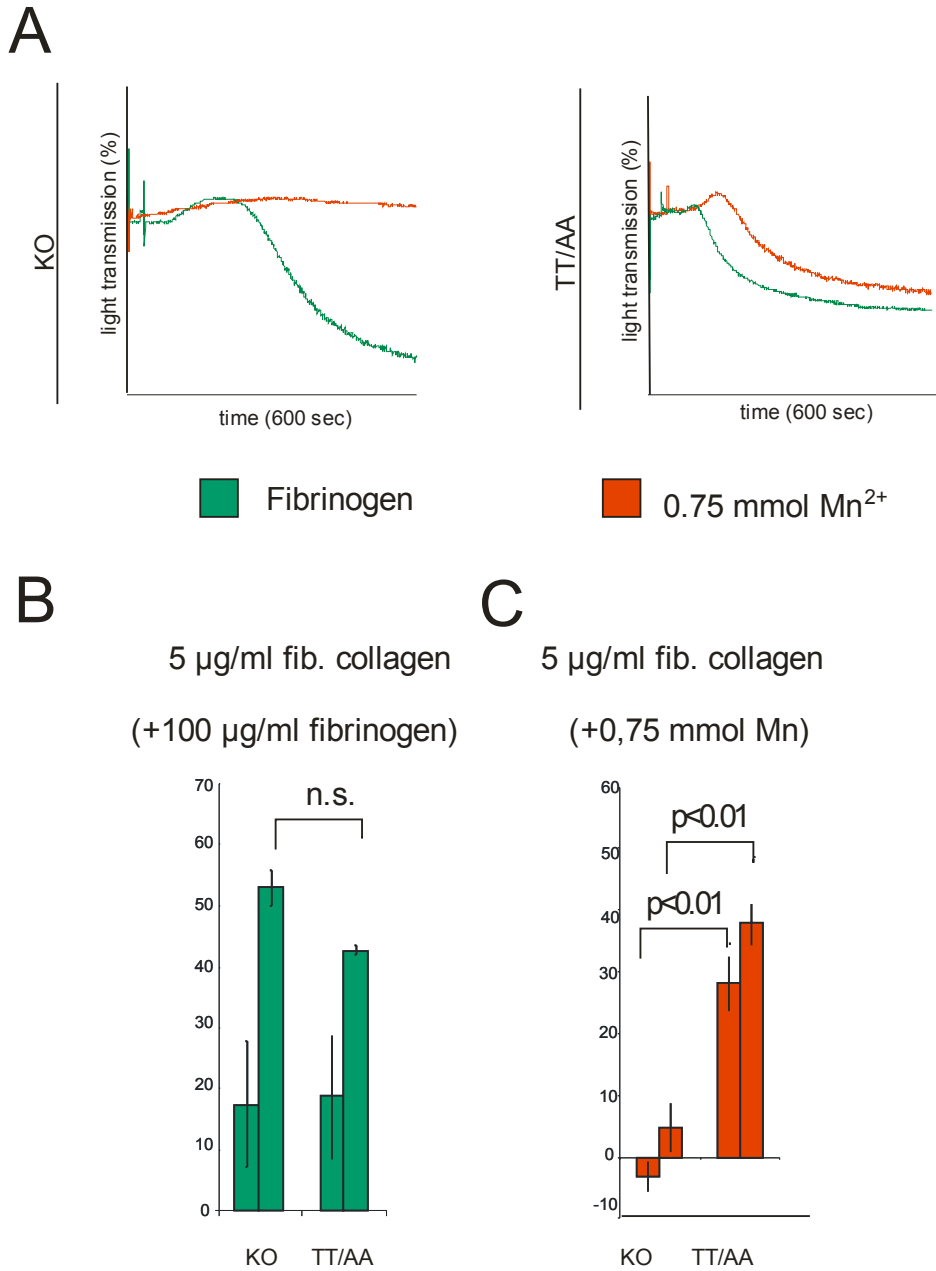 A
KO
light transmission (%)
time (600 sec)
TT/AA
light transmission (%)
time (600 sec)
Fibrinogen
0.75 mmol Mn²⁺
B
5 µg/ml fib. collagen
(+100 µg/ml fibrinogen)
70
60
50
40
30
20
10
0
n.s.
KO
TT/AA
C
5 µg/ml fib. collagen
(+0,75 mmol Mn)
60
50
40
30
20
10
0
-10
p<0.01
p<0.01
KO
TT/AA